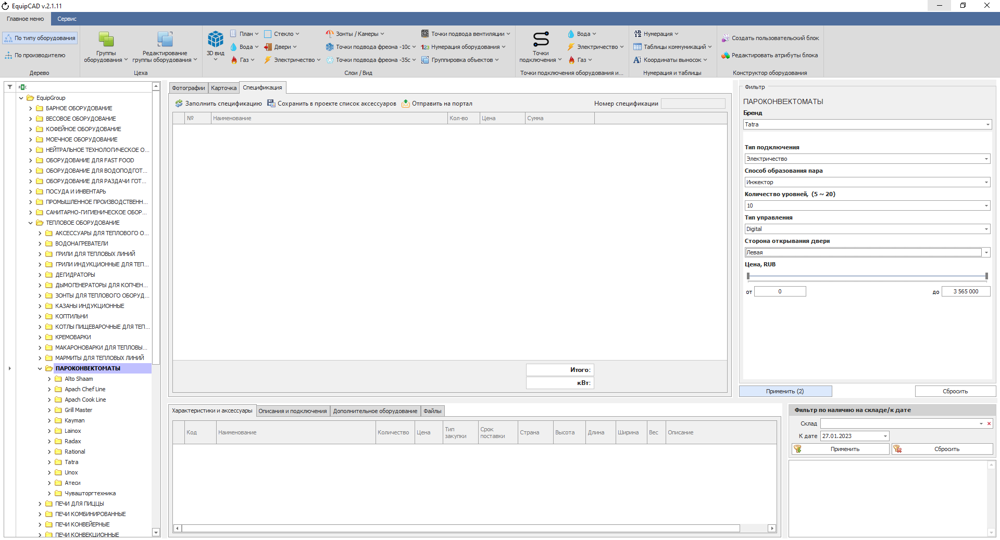 EquipCAD v.2.1.11
Главное меню
Сервис
По типу оборудования
По производителю
Дерево
Группы оборудования
Редактирование группы оборудования
Цеха
3D вид
План
Стекло
Зонты / Камеры
Точки подвода вентиляции
Вода
Двери
Точки подвода фреона -10с
123 Нумерация оборудования
Газ
Электричество
Точки подвода фреона -35с
Группировка объектов
Слои / Вид
Точки подключения
Вода
Электричество
Газ
Точки подключения оборудования и...
AB 12 Нумерация
Таблицы коммуникаций
Координаты выносок
Нумерация и таблицы
Создать пользовательский блок
Редактировать атрибуты блока
Конструктор оборудования
EquipGroup
БАРНОЕ ОБОРУДОВАНИЕ
ВЕСОВОЕ ОБОРУДОВАНИЕ
КОФЕЙНОЕ ОБОРУДОВАНИЕ
МОЕЧНОЕ ОБОРУДОВАНИЕ
НЕЙТРАЛЬНОЕ ТЕХНОЛОГИЧЕСКОЕ О...
ОБОРУДОВАНИЕ ДЛЯ FAST FOOD
ОБОРУДОВАНИЕ ДЛЯ ВОДОПОДГОТ...
ОБОРУДОВАНИЕ ДЛЯ РАЗДАЧИ ГОТ...
ПОСУДА И ИНВЕНТАРЬ
ПРОМЫШЛЕННОЕ ПРОИЗВОДСТВЕНН...
САНИТАРНО-ГИГИЕНИЧЕСКОЕ ОБОР...
ТЕПЛОВОЕ ОБОРУДОВАНИЕ
АКСЕССУАРЫ ДЛЯ ТЕПЛОВОГО О...
ВОДОНАГРЕВАТЕЛИ
ГРИЛИ ДЛЯ ТЕПЛОВЫХ ЛИНИЙ
ГРИЛИ ИНДУКЦИОННЫЕ ДЛЯ ТЕП...
ДЕГИДРАТОРЫ
ДЫМОГЕНЕРАТОРЫ ДЛЯ КОПЧЕН...
ЗОНТЫ ДЛЯ ТЕПЛОВОГО ОБОРУД...
КАЗАНЫ ИНДУКЦИОННЫЕ
КОПТИЛЬНИ
КОТЛЫ ПИЩЕВАРОЧНЫЕ ДЛЯ ТЕП...
КРЕМОВАРКИ
МАКАРОНОВАРКИ ДЛЯ ТЕПЛОВЫ...
МАРМИТЫ ДЛЯ ТЕПЛОВЫХ ЛИНИЙ
ПАРОКОНВЕКТОМАТЫ
Alto Shaam
Apach Chef Line
Apach Cook Line
Grill Master
Kayman
Lainox
Radax
Rational
Tatra
Unox
Атеси
Чувашторгтехника
ПЕЧИ ДЛЯ ПИЦЦЫ
ПЕЧИ КОМБИНИРОВАННЫЕ
ПЕЧИ КОНВЕЙЕРНЫЕ
ПЕЧИ КОНВЕКЦИОННЫЕ
Фотографии
Карточка
Спецификация
Заполнить спецификацию
Сохранить в проекте список аксессуаров
Отправить на портал
Номер спецификации
№
Наименование
Кол-во
Цена
Сумма
Итого:
кВт:
Характеристики и аксессуары
Описания и подключения
Дополнительное оборудование
Файлы
Код
Наименование
Количество
Цена
Тип закупки
Срок поставки
Страна
Высота
Длина
Ширина
Вес
Описание
Фильтр
ПАРОКОНВЕКТОМАТЫ
Бренд
Tatra
Тип подключения
Электричество
Способ образования пара
Инжектор
Количество уровней, (5 ~ 20)
10
Тип управления
Digital
Сторона открывания двери
Левая
Цена, RUB
от 0
до 3 565 000
Применить (2)
Сбросить
Фильтр по наличию на складе/к дате
Склад
К дате 27.01.2023
Применить
Сбросить